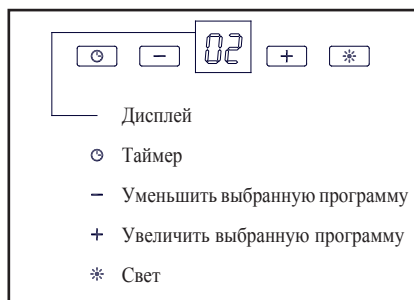 02
Дисплей
Таймер
– Уменьшить выбранную программу
+ Увеличить выбранную программу
Свет